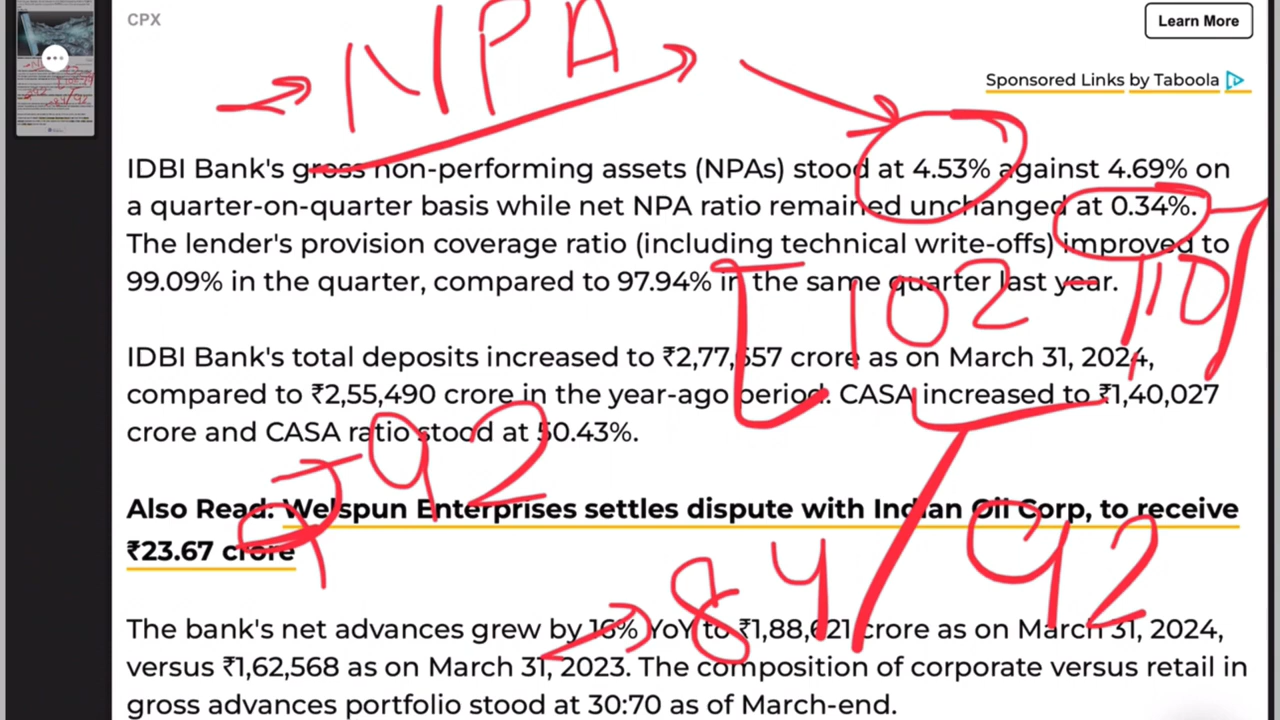 CPX
Learn More
NPA
Sponsored Links by Taboola
IDBI Bank's gross non-performing assets (NPAs) stood at 4.53% against 4.69% on
a quarter-on-quarter basis while net NPA ratio remained unchanged at 0.34%.
The lender's provision coverage ratio (including technical write-offs) improved to
99.09% in the quarter, compared to 97.94% in the same quarter last year.
102 - 110
IDBI Bank's total deposits increased to ₹2,77,657 crore as on March 31, 2024,
compared to ₹2,55,490 crore in the year-ago period. CASA increased to ₹1,40,027
crore and CASA ratio stood at 50.43%.
₹92
Also Read: Welspun Enterprises settles dispute with Indian Oil Corp, to receive
₹23.67 crore
84/92
The bank's net advances grew by 16% YoY to ₹1,88,621 crore as on March 31, 2024,
versus ₹1,62,568 as on March 31, 2023. The composition of corporate versus retail in
gross advances portfolio stood at 30:70 as of March-end.